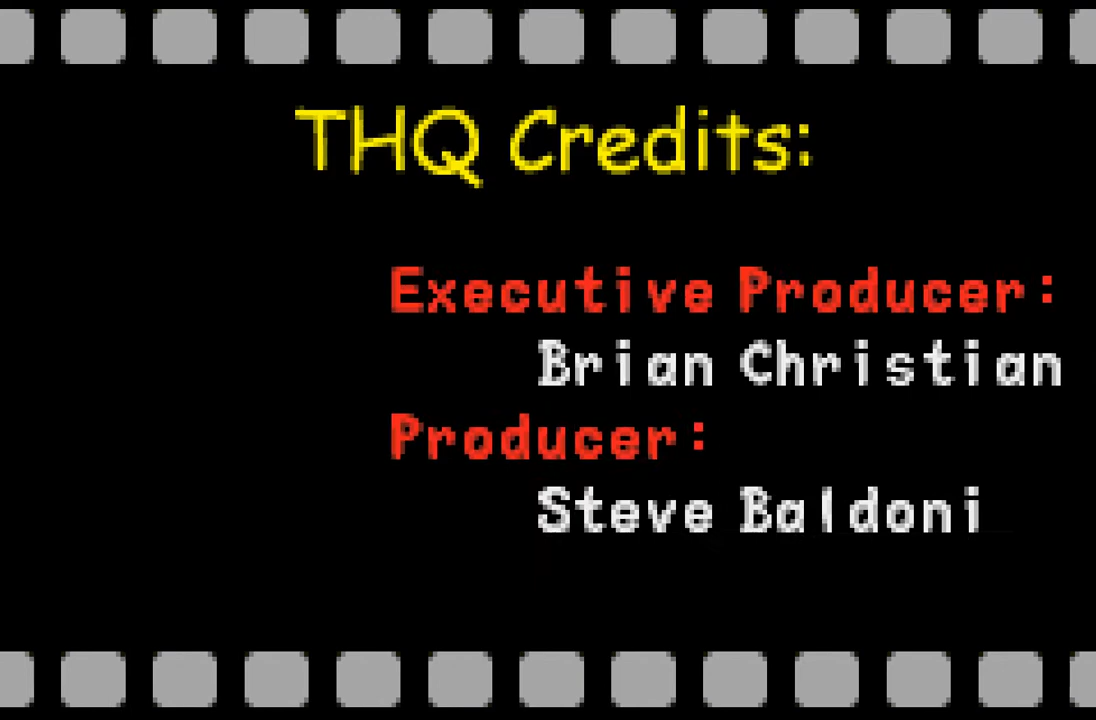 THQ Credits:
Executive Producer:
Brian Christian
Producer:
Steve Baldoni